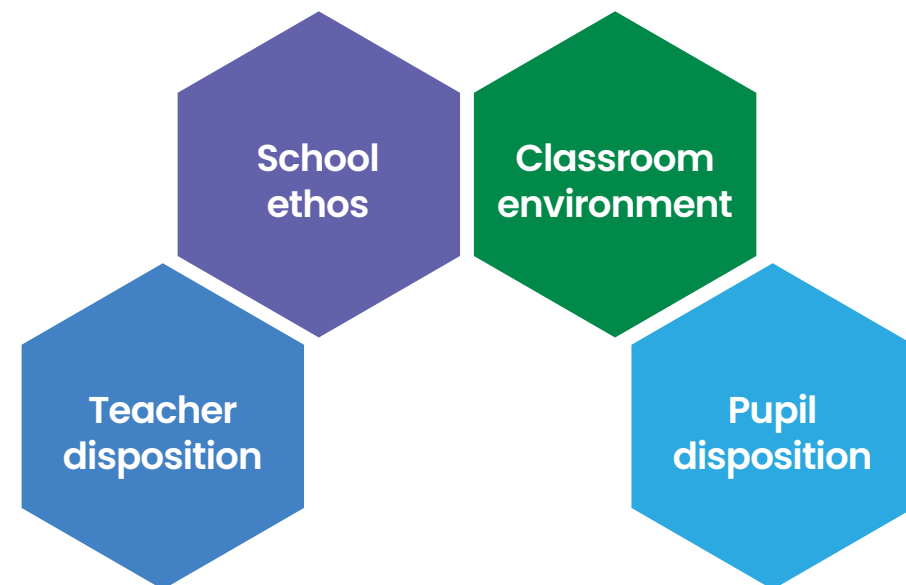 School
ethos
Classroom
environment
Teacher
disposition
Pupil
disposition